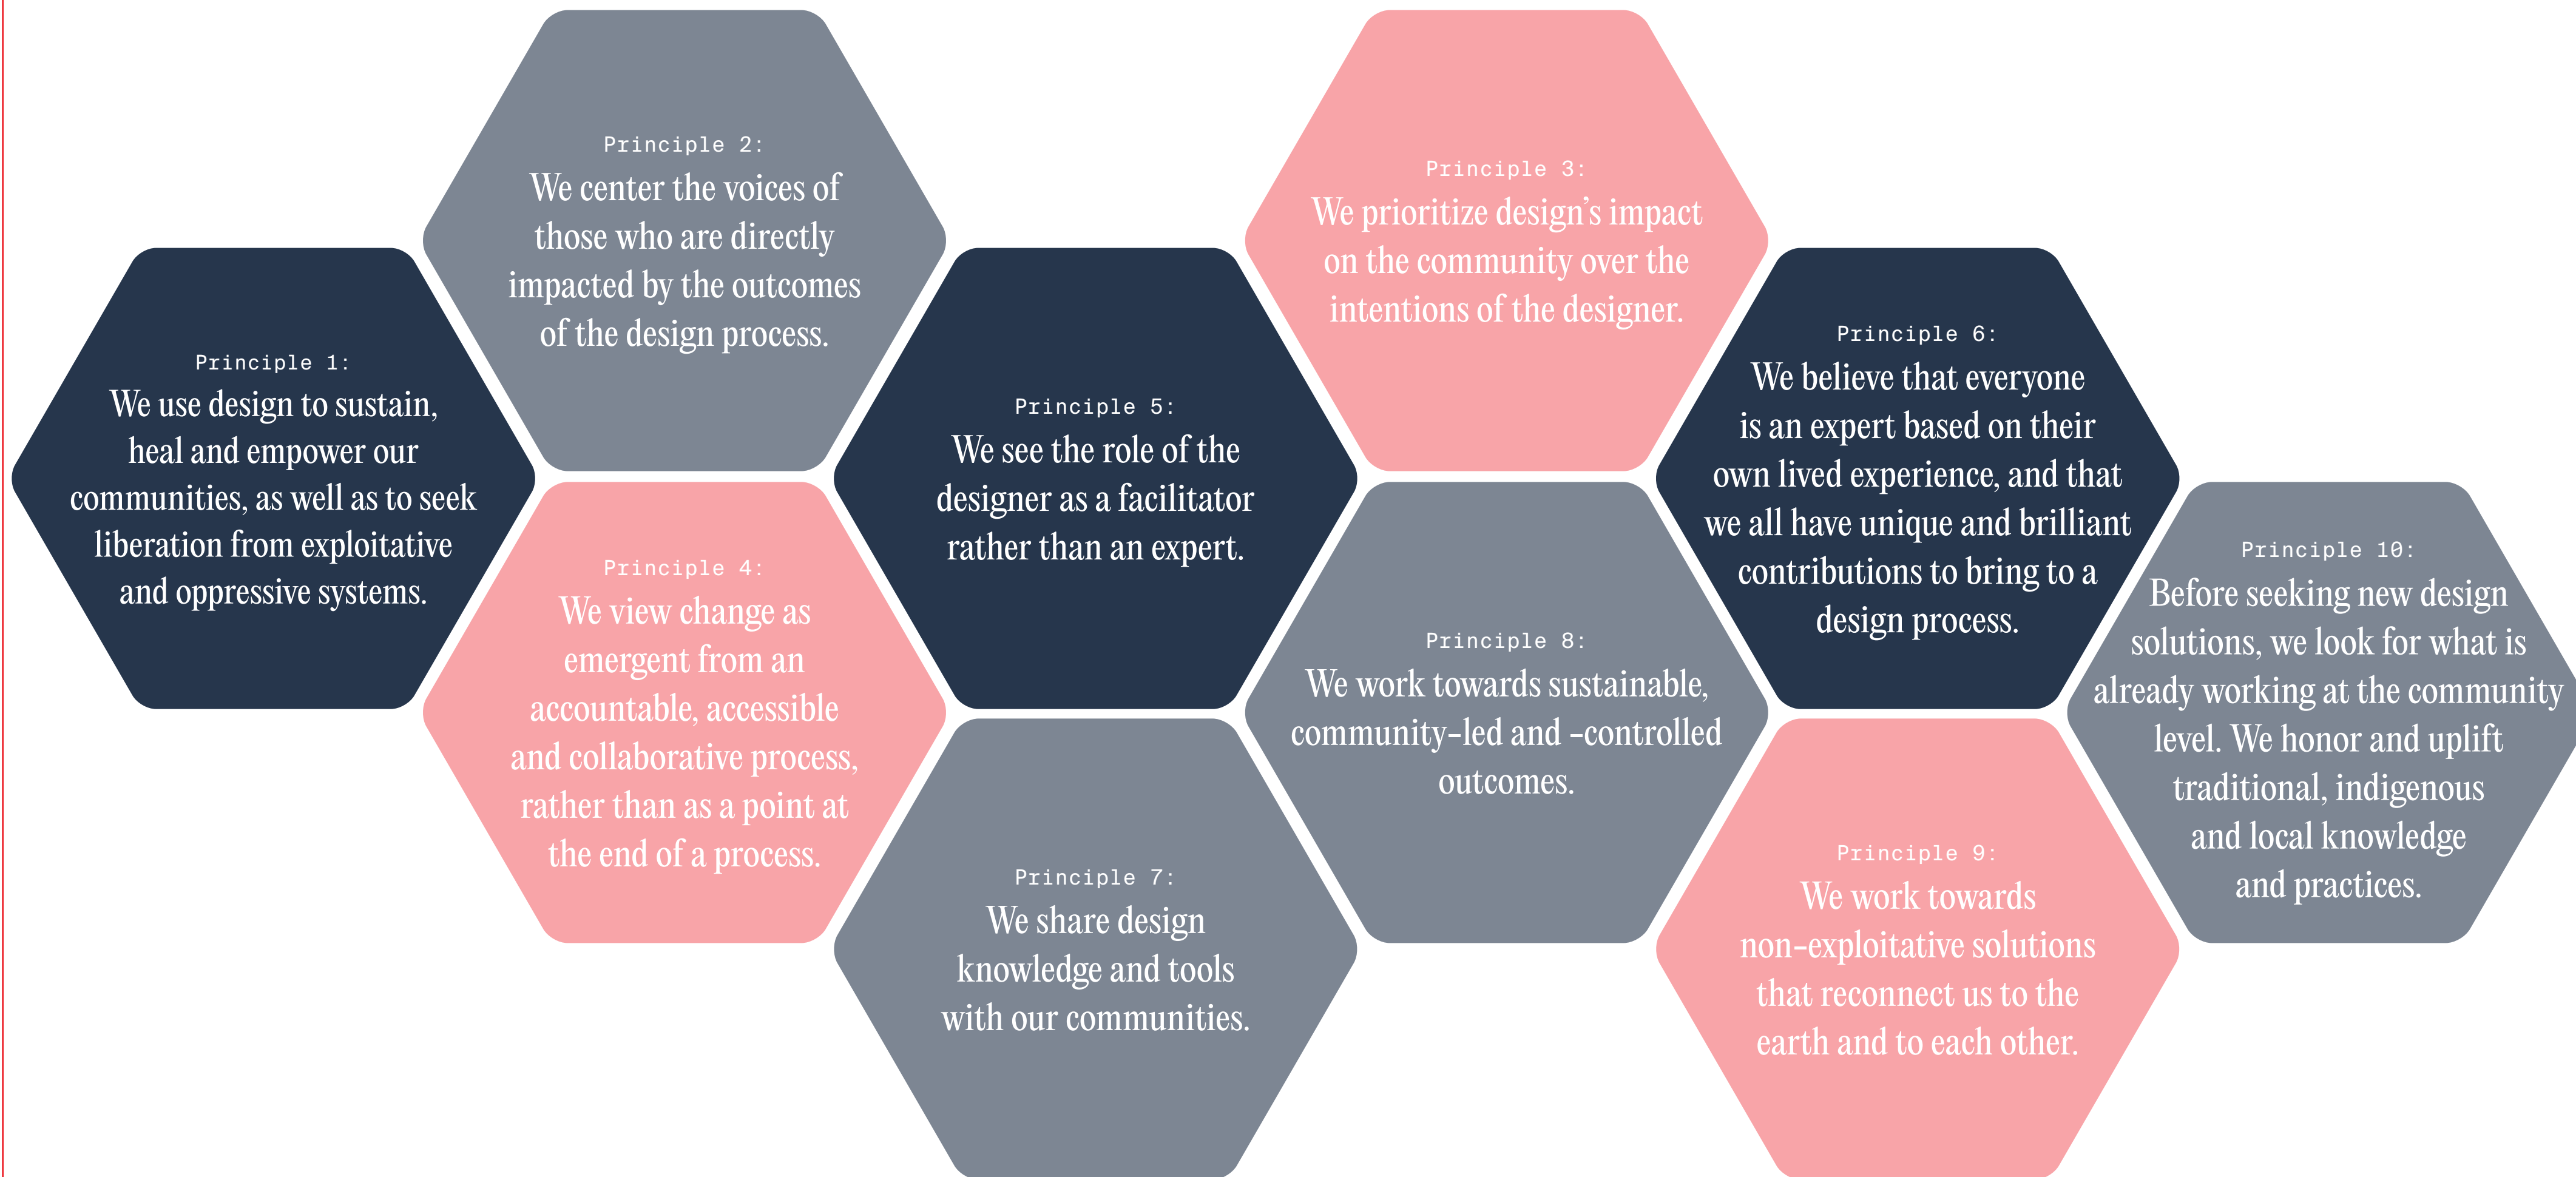 Principle 1:
We use design to sustain,
heal and empower our
communities, as well as to seek
liberation from exploitative
and oppressive systems.
Principle 2:
We center the voices of
those who are directly
impacted by the outcomes
of the design process.
Principle 3:
We prioritize design’s impact
on the community over the
intentions of the designer.
Principle 4:
We view change as
emergent from an
accountable, accessible
and collaborative process,
rather than as a point at
the end of a process.
Principle 5:
We see the role of the
designer as a facilitator
rather than an expert.
Principle 6:
We believe that everyone
is an expert based on their
own lived experience, and that
we all have unique and brilliant
contributions to bring to a
design process.
Principle 7:
We share design
knowledge and tools
with our communities.
Principle 8:
We work towards sustainable,
community-led and -controlled
outcomes.
Principle 9:
We work towards
non-exploitative solutions
that reconnect us to the
earth and to each other.
Principle 10:
Before seeking new design
solutions, we look for what is
already working at the community
level. We honor and uplift
traditional, indigenous
and local knowledge
and practices.